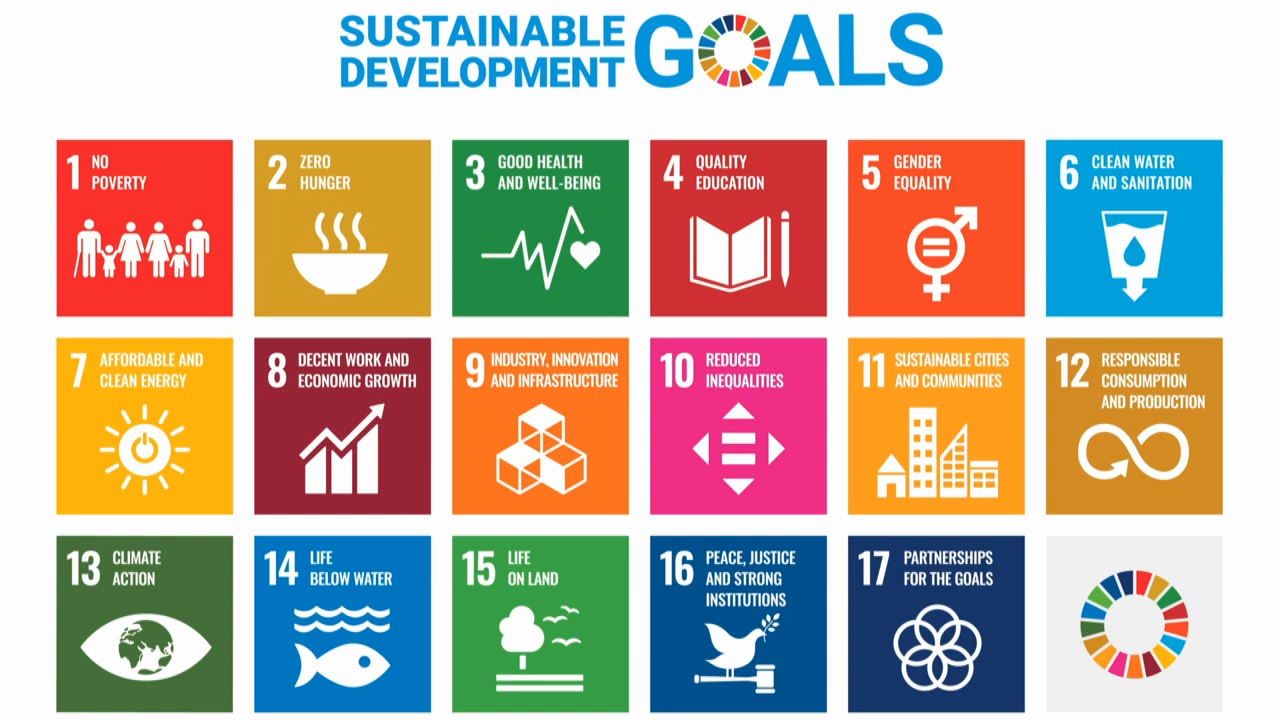 SUSTAINABLE
DEVELOPMENT
GOALS
1 NO
POVERTY
2 ZERO
HUNGER
3 GOOD HEALTH
AND WELL-BEING
4 QUALITY
EDUCATION
5 GENDER
EQUALITY
6 CLEAN WATER
AND SANITATION
7 AFFORDABLE AND
CLEAN ENERGY
8 DECENT WORK AND
ECONOMIC GROWTH
9 INDUSTRY, INNOVATION
AND INFRASTRUCTURE
10 REDUCED
INEQUALITIES
11 SUSTAINABLE CITIES
AND COMMUNITIES
12 RESPONSIBLE
CONSUMPTION
AND PRODUCTION
13 CLIMATE
ACTION
14 LIFE
BELOW WATER
15 LIFE
ON LAND
16 PEACE, JUSTICE
AND STRONG
INSTITUTIONS
17 PARTNERSHIPS
FOR THE GOALS